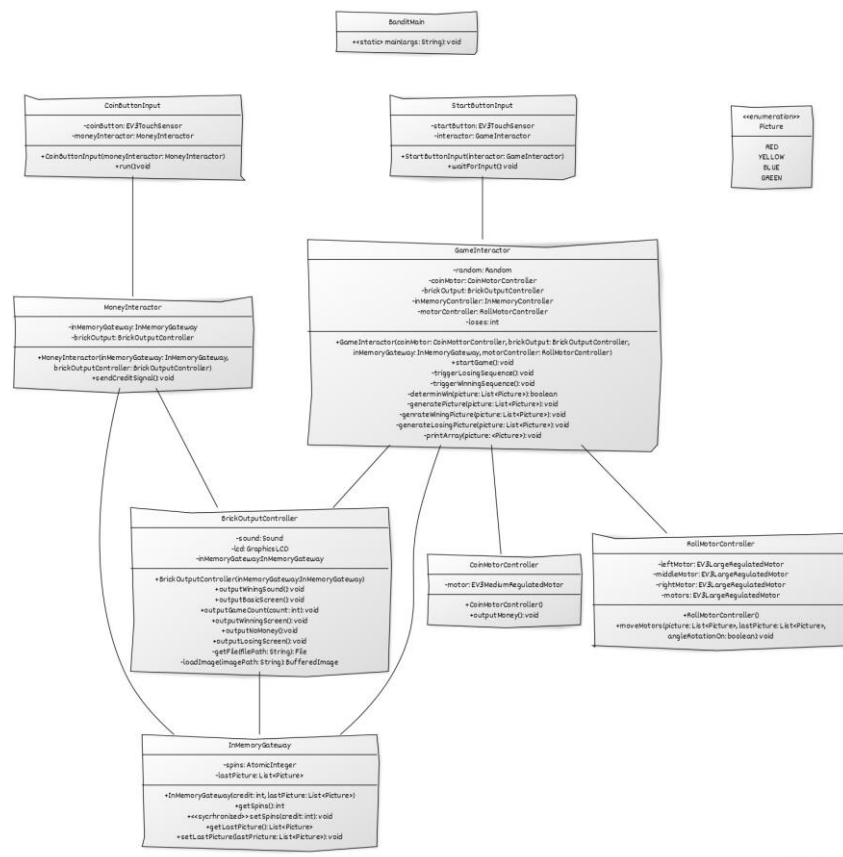 BanditMain
+<<static> main(args: String): void
CoinButtonInput
-coinButton: EV3TouchSensor
-moneyInteractor: MoneyInteractor
+CoinButtonInput(moneyInteractor: MoneyInteractor)
+run():void
StartButtonInput
-startButton: EV3TouchSensor
-interactor: GameInteractor
+StartButtonInput(interactor: GameInteractor)
+waitForInput(): void
<<enumeration>>
Picture
RED
YELLOW
BLUE
GREEN
GameInteractor
-random: Random
-coinMotor: CoinMotorController
-brickOutput: BrickOutputController
-inMemoryController: InMemoryController
-motorController: RollMotorController
-loses: int
+GameInteractor(coinMotor: CoinMottorController, brickOutput: BrickOutputController,
inMemoryGateway: InMemoryGateway, motorController: RollMotorController)
+startGame(): void
-triggerLosingSequence(): void
-triggerWinningSequence(): void
-determinWin(picture: List<Picture>): boolean
-generatePicture(picture: List<Picture>): void
-genrateWiningPicture(picture: List<Picture>): void
-generateLosingPicture(picture: List<Picture>): void
-printArray(picture: <Picture>): void
MoneyInteractor
-inMemoryGateway: InMemoryGateway
-brickOutput: BrickOutputController
+MoneyInteractor(inMemoryGateway: InMemoryGateway,
brickOutputController: BrickOutputController)
+sendCreditSignal(): void
BrickOutputController
-sound: Sound
-lcd: GraphicsLCD
-inMemoryGateway:InMemoryGateway
+BrickOutputController(inMemoryGateway:InMemoryGateway)
+outputWiningSound(): void
+outputBasicScreen(): void
+outputGameCount(count: int): void
+outputWinningScreen(): void
+outputNoMoney():void
+outputLosingScreen(): void
-getFile(filePath: String): File
-loadImage(imagePath: String): BufferedImage
CoinMotorController
-motor: EV3MediumRegulatedMotor
+CoinMotorController()
+outputMoney(): void
RollMotorController
-leftMotor: EV3LargeRegulatedMotor
-middleMotor: EV3LargeRegulatedMotor
-rightMotor: EV3LargeRegulatedMotor
-motors: EV3LargeRegulatedMotor
+RollMotorController()
+moveMotors(picture: List<Picture>, lastPicture: List<Picture>,
angleRotationOn: boolean): void
InMemoryGateway
-spins: AtomicInteger
-lastPicture: List<Picture>
+InMemoryGateway(credit: int, lastPicture: List<Picture>)
+getSpins(): int
+<<sycrhronized>> setSpins(credit: int): void
+getLastPicture(): List<Picture>
+setLastPicture(lastPricture: List<Picture>): void